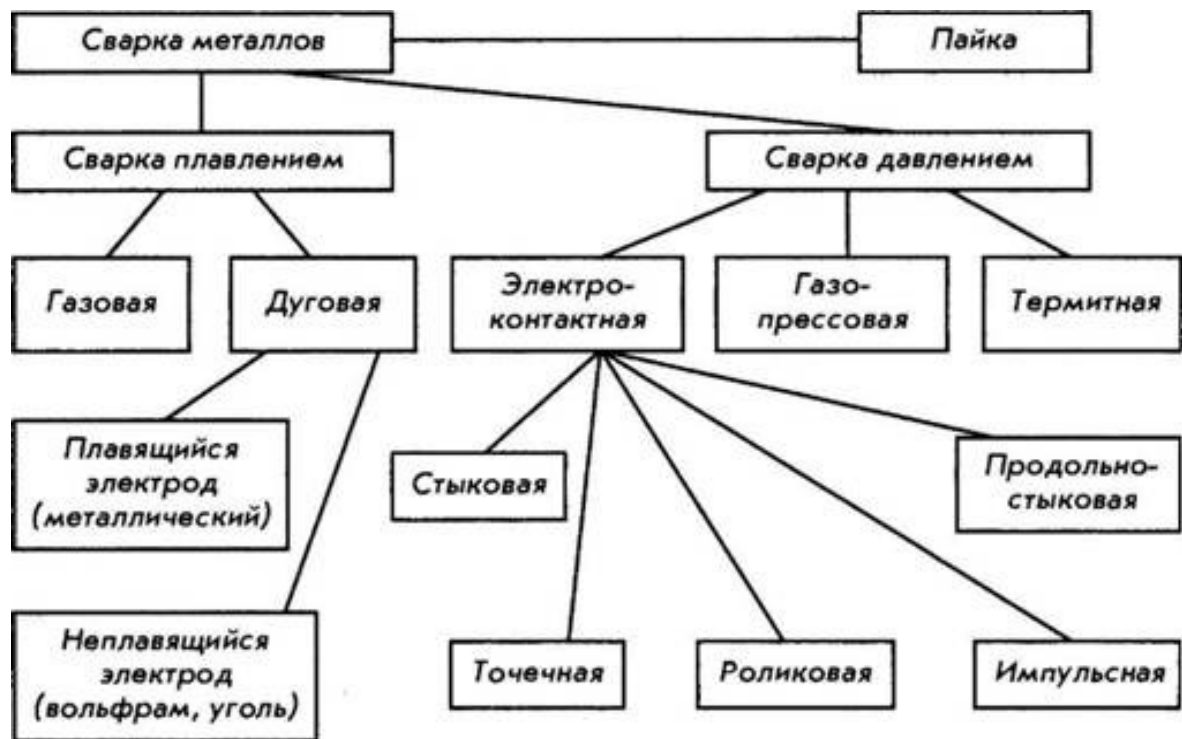 Сварка металлов
Пайка
Сварка плавлением
Сварка давлением
Газовая
Дуговая
Электро-
контактная
Газо-
прессовая
Термитная
Плавящийся
электрод
(металлический)
Стыковая
Продольно-
стыковая
Неплавящийся
электрод
(вольфрам, уголь)
Точечная
Роликовая
Импульсная